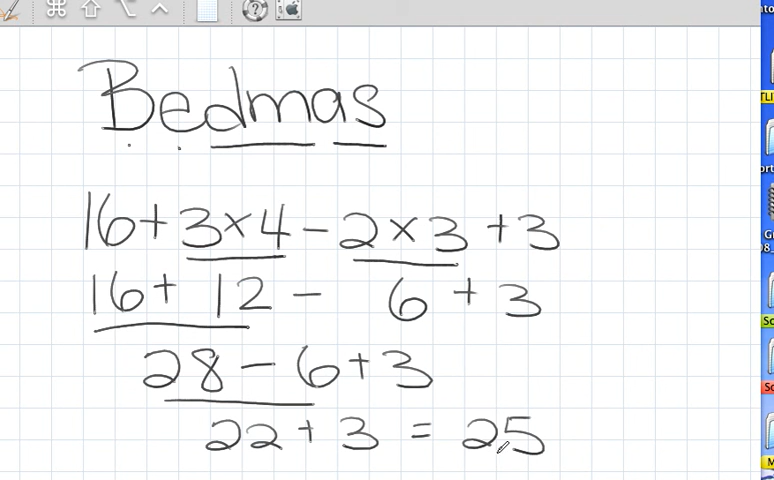 Bedmas
16+3×4-2×3+3
16+ 12 - 6+3
28-6+3
22+3 = 25